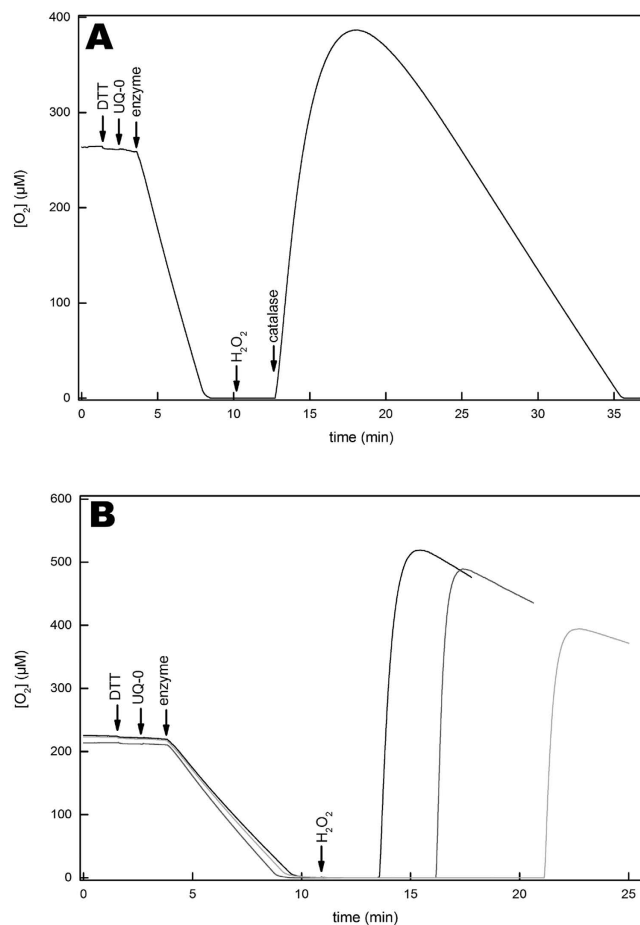 A
400
300
200
100
0
[O₂] (µM)
DTT
UQ-0
enzyme
H₂O₂
catalase
0 5 10 15 20 25 30 35
time (min)
B
600
500
400
300
200
100
0
[O₂] (µM)
DTT
UQ-0
enzyme
H₂O₂
0 5 10 15 20 25
time (min)